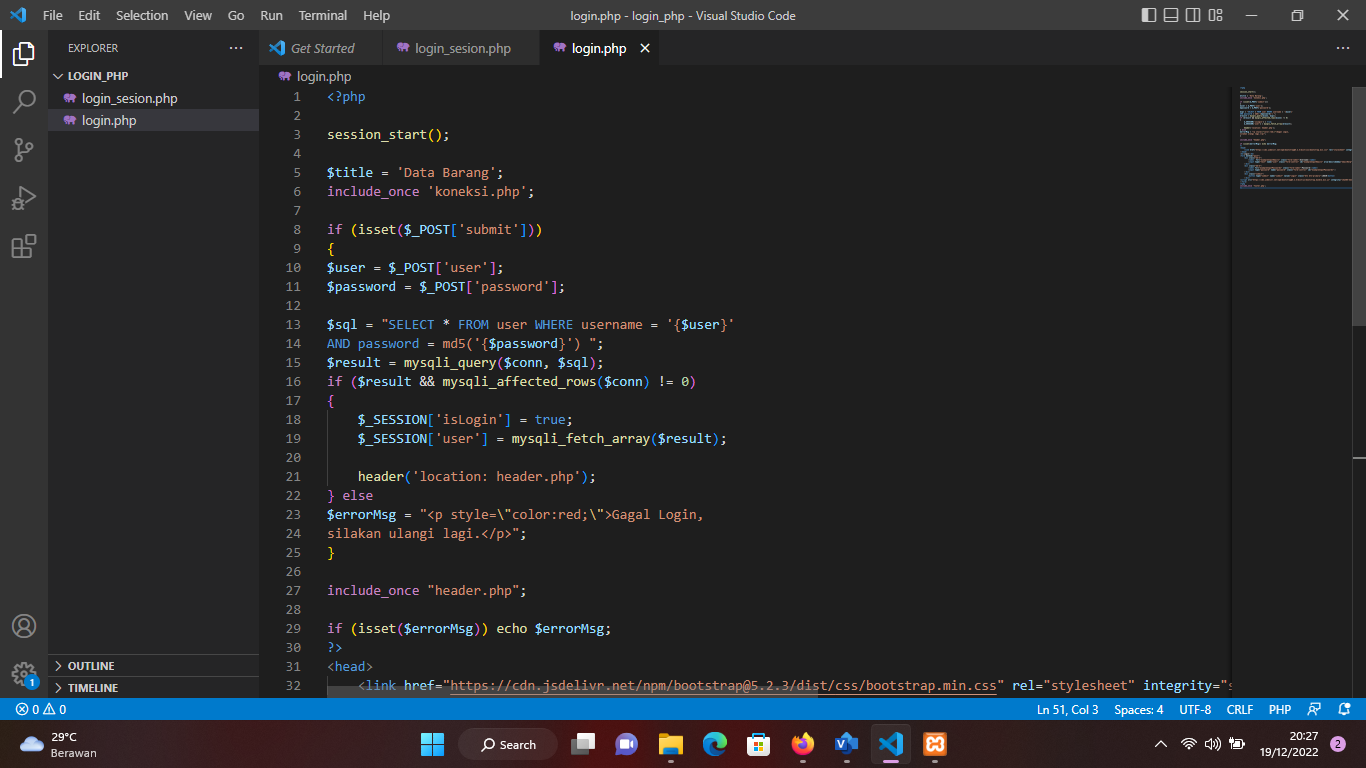 File Edit Selection View Go Run Terminal Help
login.php - login_php - Visual Studio Code
EXPLORER
LOGIN_PHP
login_sesion.php
login.php
OUTLINE
TIMELINE
Get Started
login_sesion.php
login.php
login.php
1 <?php
2
3 session_start();
4
5 $title = 'Data Barang';
6 include_once 'koneksi.php';
7
8 if (isset($_POST['submit']))
9 {
10 $user = $_POST['user'];
11 $password = $_POST['password'];
12
13 $sql = "SELECT * FROM user WHERE username = '{$user}'
14 AND password = md5('{$password}') ";
15 $result = mysqli_query($conn, $sql);
16 if ($result && mysqli_affected_rows($conn) != 0)
17 {
18     $_SESSION['isLogin'] = true;
19     $_SESSION['user'] = mysqli_fetch_array($result);
20
21     header('location: header.php');
22 } else
23 $errorMsg = "<p style=\"color:red;\">Gagal Login,
24 silakan ulangi lagi.</p>";
25 }
26
27 include_once "header.php";
28
29 if (isset($errorMsg)) echo $errorMsg;
30 ?>
31 <head>
32     <link href="https://cdn.jsdelivr.net/npm/bootstrap@5.2.3/dist/css/bootstrap.min.css" rel="stylesheet" integrity="s
1
0 0
Ln 51, Col 3 Spaces: 4 UTF-8 CRLF PHP
29°C
Berawan
Search
20:27
19/12/2022
2